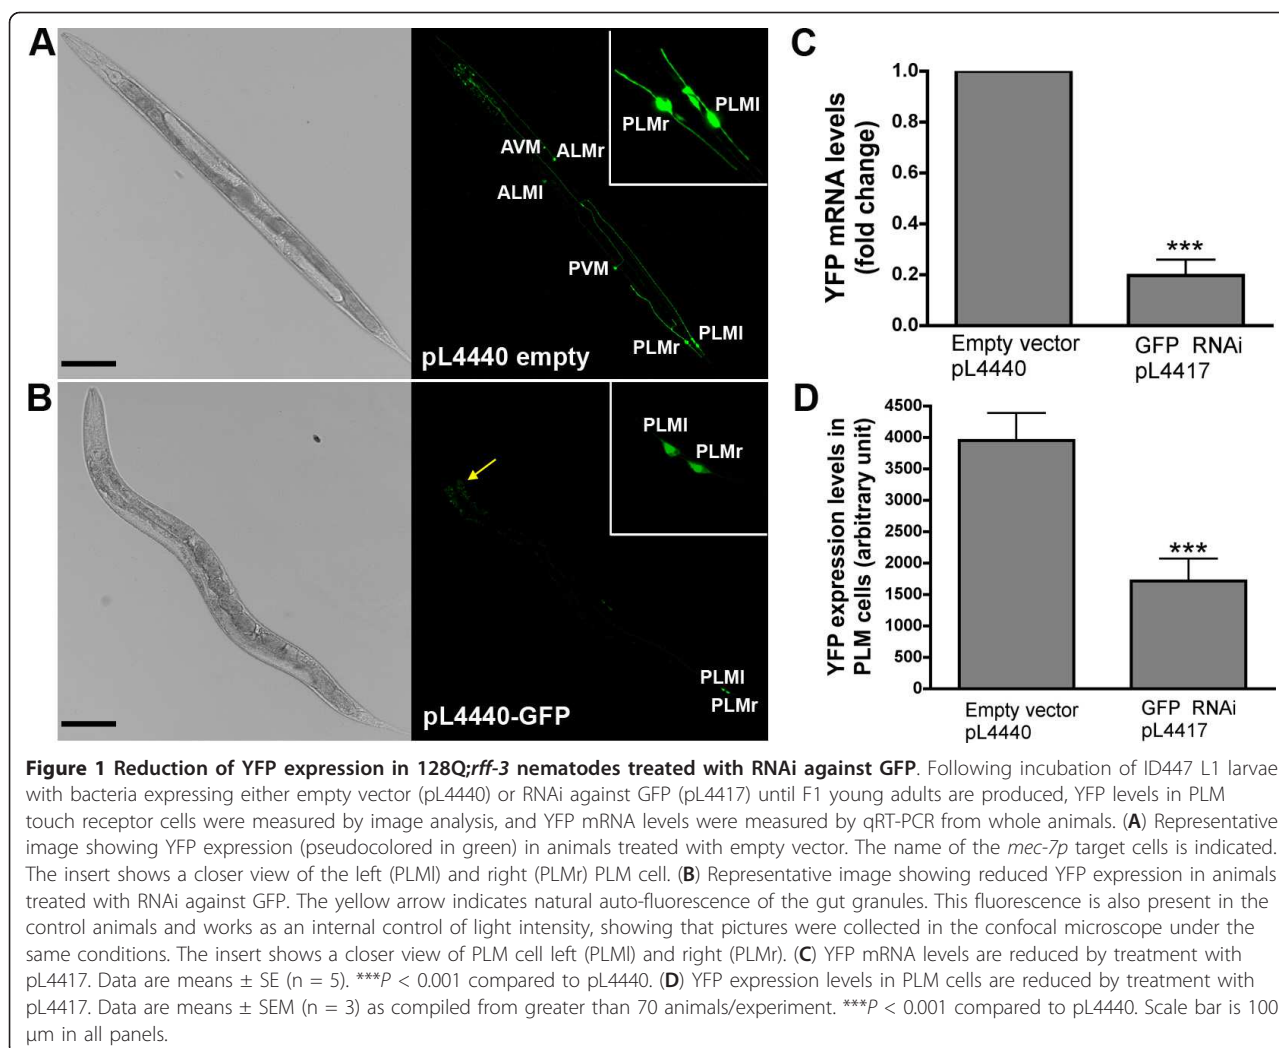 A
AVM
ALMr
ALMl
PVM
PLMr
PLMl
pL4440 empty
PLMr
PLMl
B
PLMl
PLMr
PLMl
PLMr
pL4440-GFP
C
YFP mRNA levels
(fold change)
1.0
0.8
0.6
0.4
0.2
0.0
***
Empty vector
pL4440
GFP RNAi
pL4417
D
YFP expression levels in
PLM cells (arbitrary unit)
4500
4000
3500
3000
2500
2000
1500
1000
500
0
***
Empty vector
pL4440
GFP RNAi
pL4417
Figure 1 Reduction of YFP expression in 128Q;rff-3 nematodes treated with RNAi against GFP. Following incubation of ID447 L1 larvae
with bacteria expressing either empty vector (pL4440) or RNAi against GFP (pL4417) until F1 young adults are produced, YFP levels in PLM
touch receptor cells were measured by image analysis, and YFP mRNA levels were measured by qRT-PCR from whole animals. (A) Representative
image showing YFP expression (pseudocolored in green) in animals treated with empty vector. The name of the mec-7p target cells is indicated.
The insert shows a closer view of the left (PLMl) and right (PLMr) PLM cell. (B) Representative image showing reduced YFP expression in animals
treated with RNAi against GFP. The yellow arrow indicates natural auto-fluorescence of the gut granules. This fluorescence is also present in the
control animals and works as an internal control of light intensity, showing that pictures were collected in the confocal microscope under the
same conditions. The insert shows a closer view of PLM cell left (PLMl) and right (PLMr). (C) YFP mRNA levels are reduced by treatment with
pL4417. Data are means ± SE (n = 5). ***P < 0.001 compared to pL4440. (D) YFP expression levels in PLM cells are reduced by treatment with
pL4417. Data are means ± SEM (n = 3) as compiled from greater than 70 animals/experiment. ***P < 0.001 compared to pL4440. Scale bar is 100
μm in all panels.